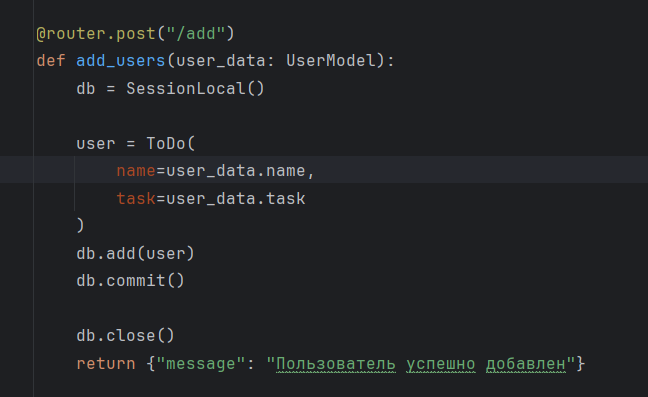 @router.post("/add")
def add_users(user_data: UserModel):
    db = SessionLocal()

    user = ToDo(
        name=user_data.name,
        task=user_data.task
    )
    db.add(user)
    db.commit()

    db.close()
    return {"message": "Пользователь успешно добавлен"}